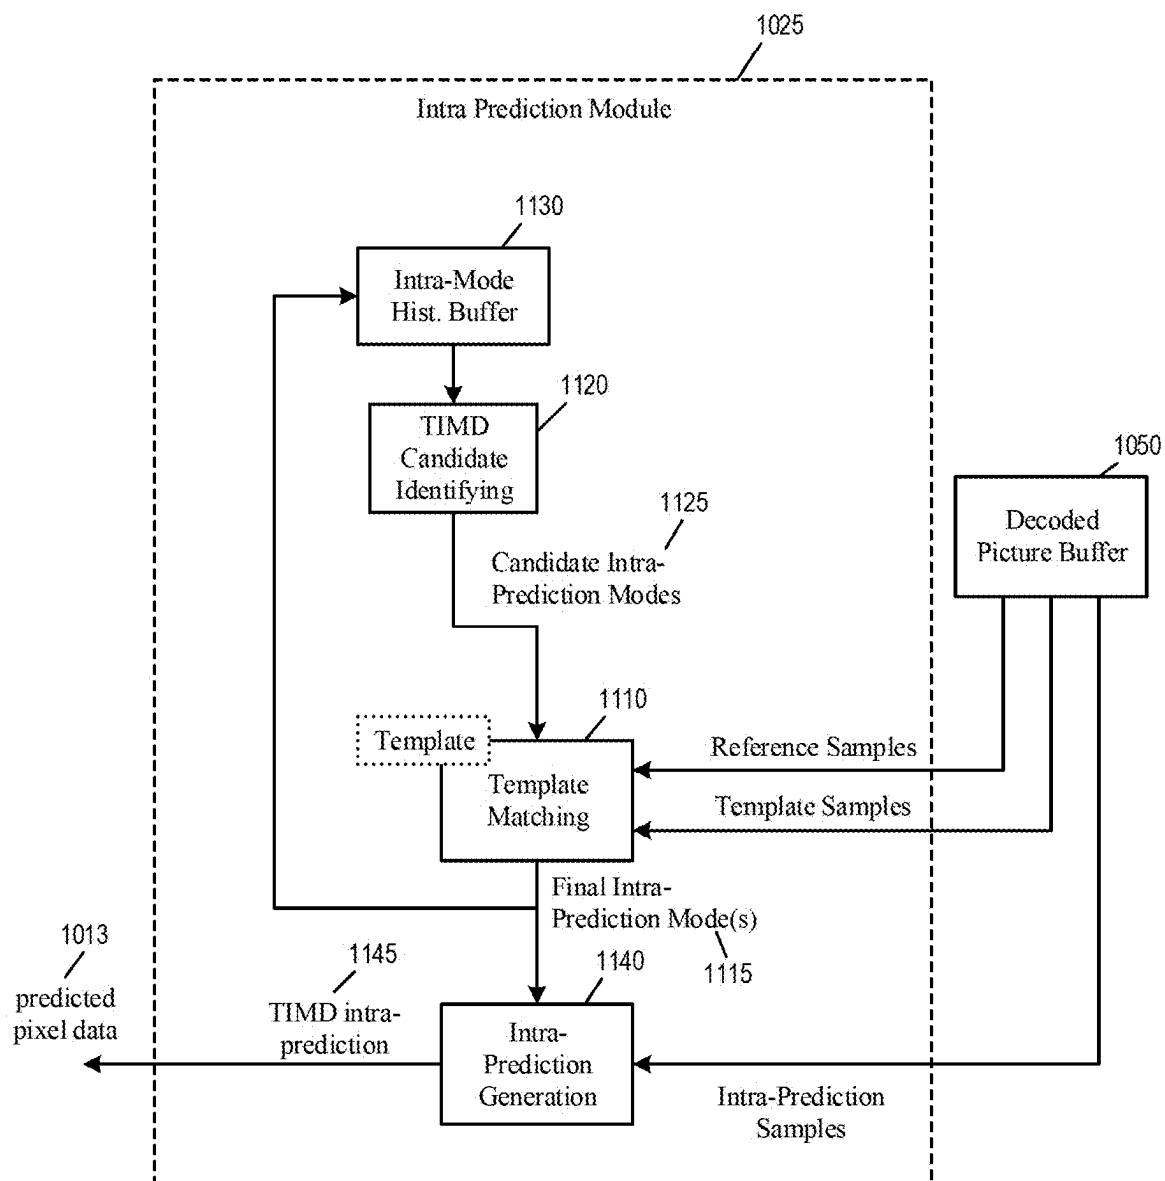 1025
Intra Prediction Module
1130
Intra-Mode
Hist. Buffer
1120
TIMD
Candidate
Identifying
1050
Decoded
Picture Buffer
1125
Candidate Intra-
Prediction Modes
1110
Template
Template
Matching
Reference Samples
Template Samples
Final Intra-
Prediction Mode(s)
1115
1013
predicted
pixel data
1145
TIMD intra-
prediction
1140
Intra-
Prediction
Generation
Intra-Prediction
Samples